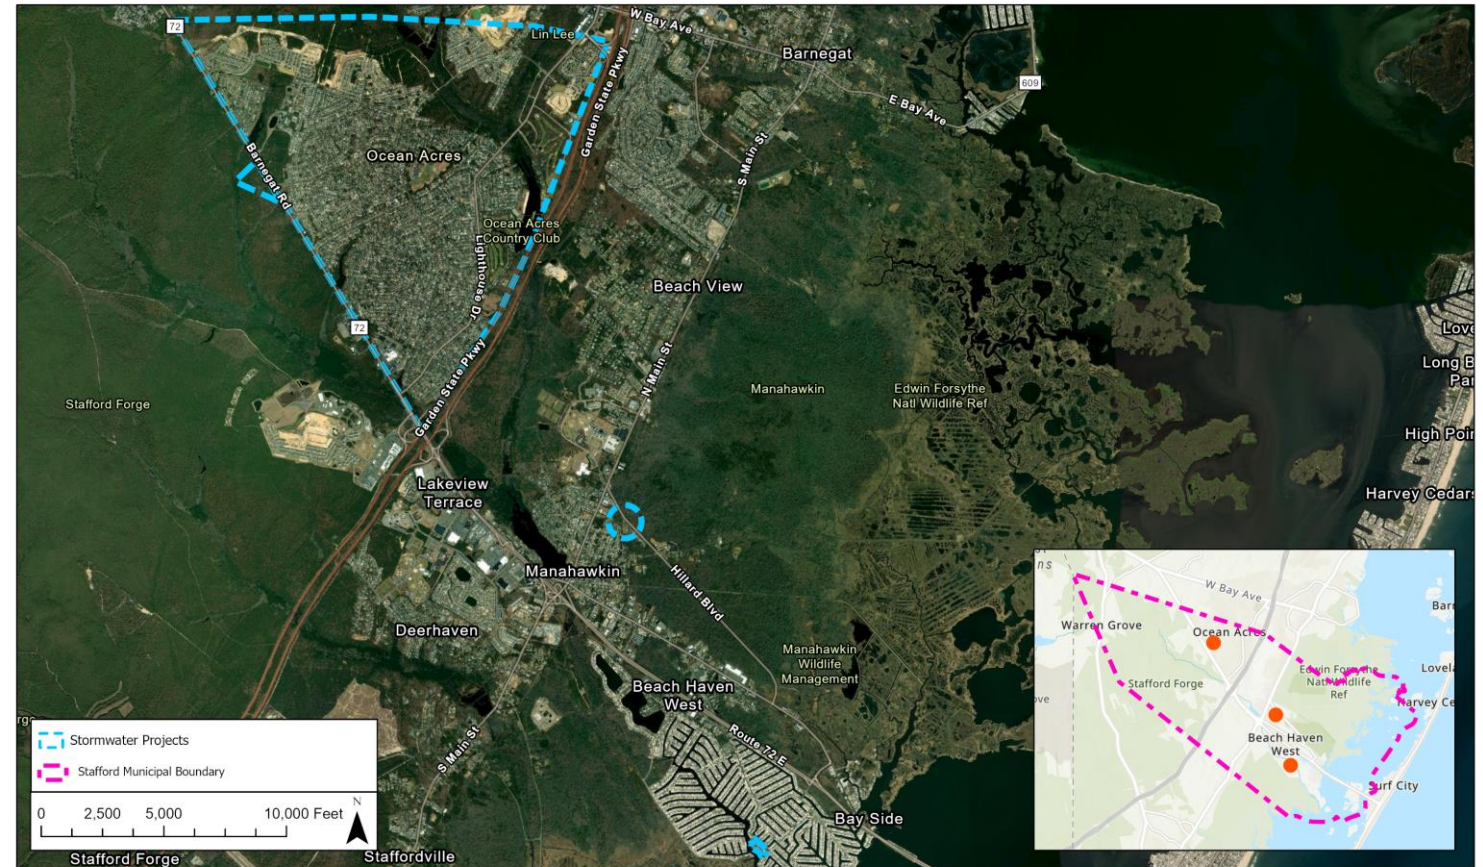 72
Lin Lee
W Bay Ave
Barnegat
609
E Bay Ave
Garden State Pkwy
S Main St
Ocean Acres
Barnegat Rd
Ocean Acres
Country Club
Lighthouse Dr
Beach View
72
N Main St
Love
Long B
Par
Stafford Forge
Manahawkin
Edwin Forsythe
Natl Wildlife Ref
Garden State Pkwy
High Poin
Lakeview
Terrace
Harvey Cedars
Manahawkin
Hillard Blvd
Deerhaven
Manahawkin
Wildlife
Management
Beach Haven
West
Route 72 E
S Main St
Bay Side
Stafford Forge
Staffordville
Stormwater Projects
Stafford Municipal Boundary
0 2,500 5,000 10,000 Feet
N
ns
W Bay Ave
Barn
Warren Grove
Ocean Acres
Edwin Forsythe
Natl Wildlife
Ref
Lovela
Stafford Forge
ove
Harvey Ce
Beach Haven
West
Surf City